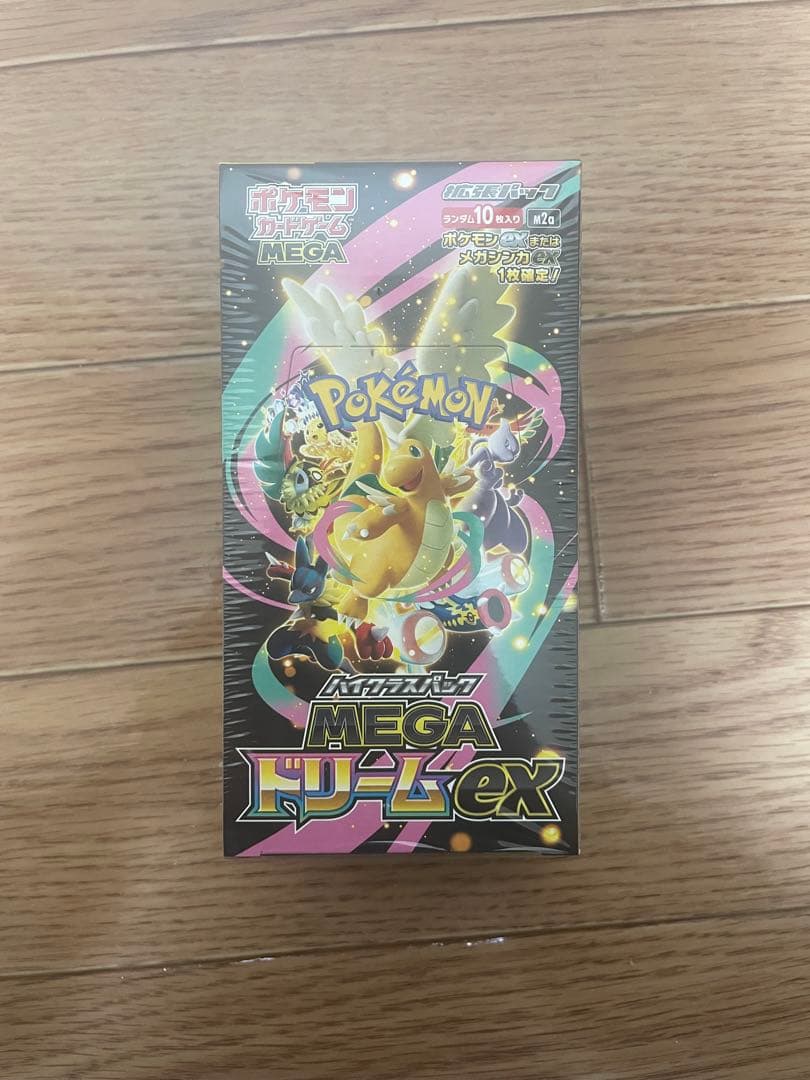 ポケモン
カードゲーム
MEGA
拡張パック
ランダム10枚入り M2a
ポケモンexまたは
メガシンカex
1枚確定!
POKéMON
ハイクラスパック
MEGA
ドリームex